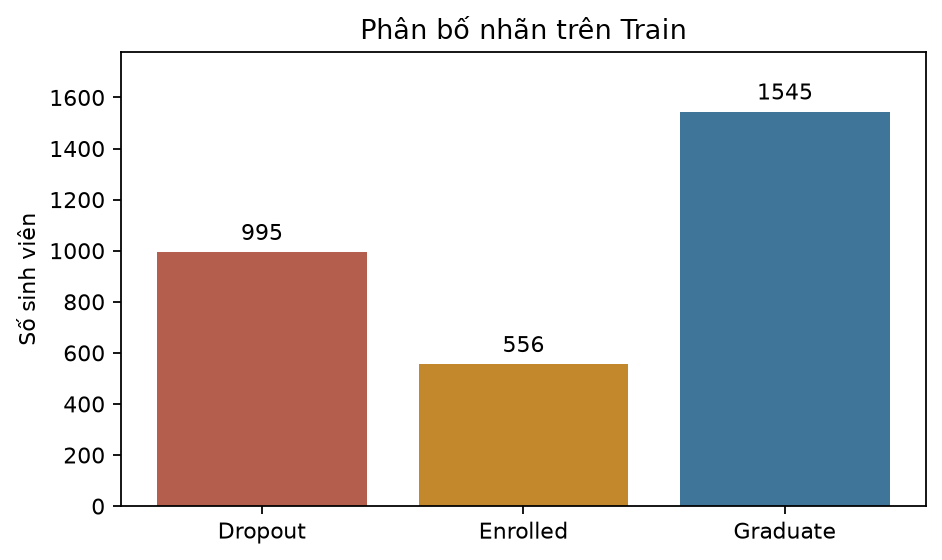 Phân bố nhãn trên Train
Số sinh viên
1600
1400
1200
1000
800
600
400
200
0
995
556
1545
Dropout
Enrolled
Graduate